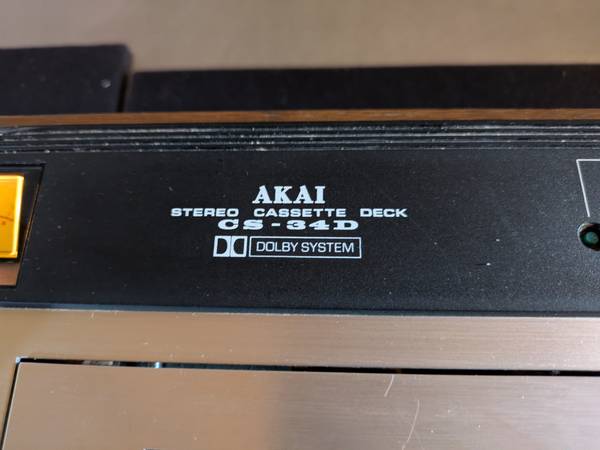 AKAI
STEREO CASSETTE DECK
CS-34D
DOLBY SYSTEM